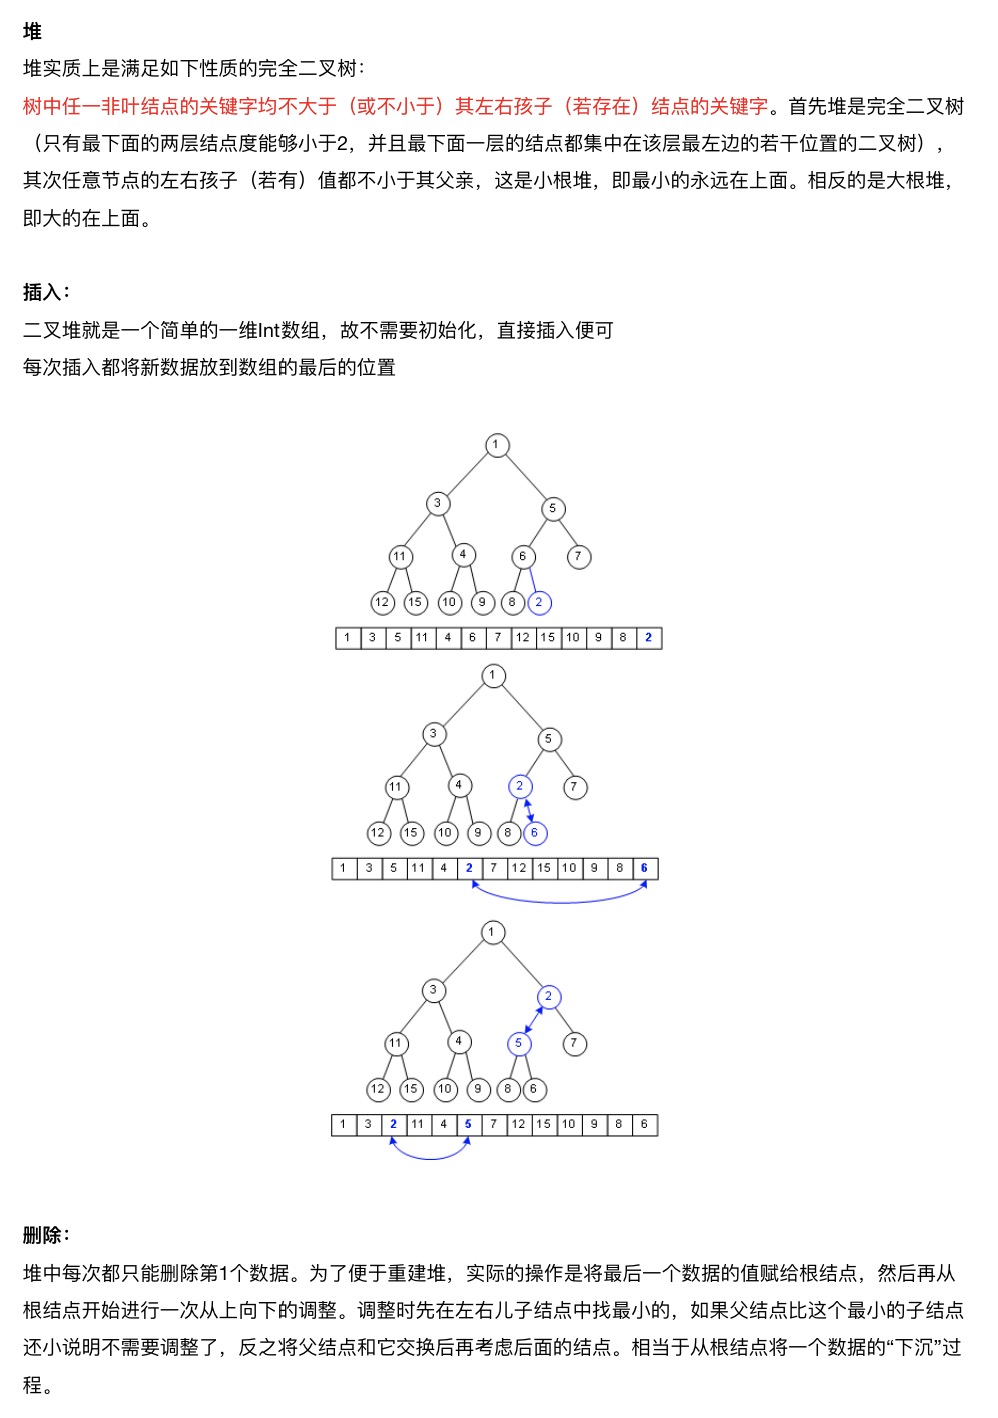 堆
堆实质上是满足如下性质的完全二叉树：
树中任一非叶结点的关键字均不大于（或不小于）其左右孩子（若存在）结点的关键字。首先堆是完全二叉树
（只有最下面的两层结点度能够小于2，并且最下面一层的结点都集中在该层最左边的若干位置的二叉树），
其次任意节点的左右孩子（若有）值都不小于其父亲，这是小根堆，即最小的永远在上面。相反的是大根堆，
即大的在上面。
插入：
二叉堆就是一个简单的一维Int数组，故不需要初始化，直接插入便可
每次插入都将新数据放到数组的最后的位置
1
3 5
11 4 6 7
12 15 10 9 8 2
1 3 5 11 4 6 7 12 15 10 9 8 2
1
3 5
11 4 2 7
12 15 10 9 8 6
1 3 5 11 4 2 7 12 15 10 9 8 6
1
3 2
11 4 5 7
12 15 10 9 8 6
1 3 2 11 4 5 7 12 15 10 9 8 6
删除：
堆中每次都只能删除第1个数据。为了便于重建堆，实际的操作是将最后一个数据的值赋给根结点，然后再从
根结点开始进行一次从上向下的调整。调整时先在左右儿子结点中找最小的，如果父结点比这个最小的子结点
还小说明不需要调整了，反之将父结点和它交换后再考虑后面的结点。相当于从根结点将一个数据的“下沉”过
程。